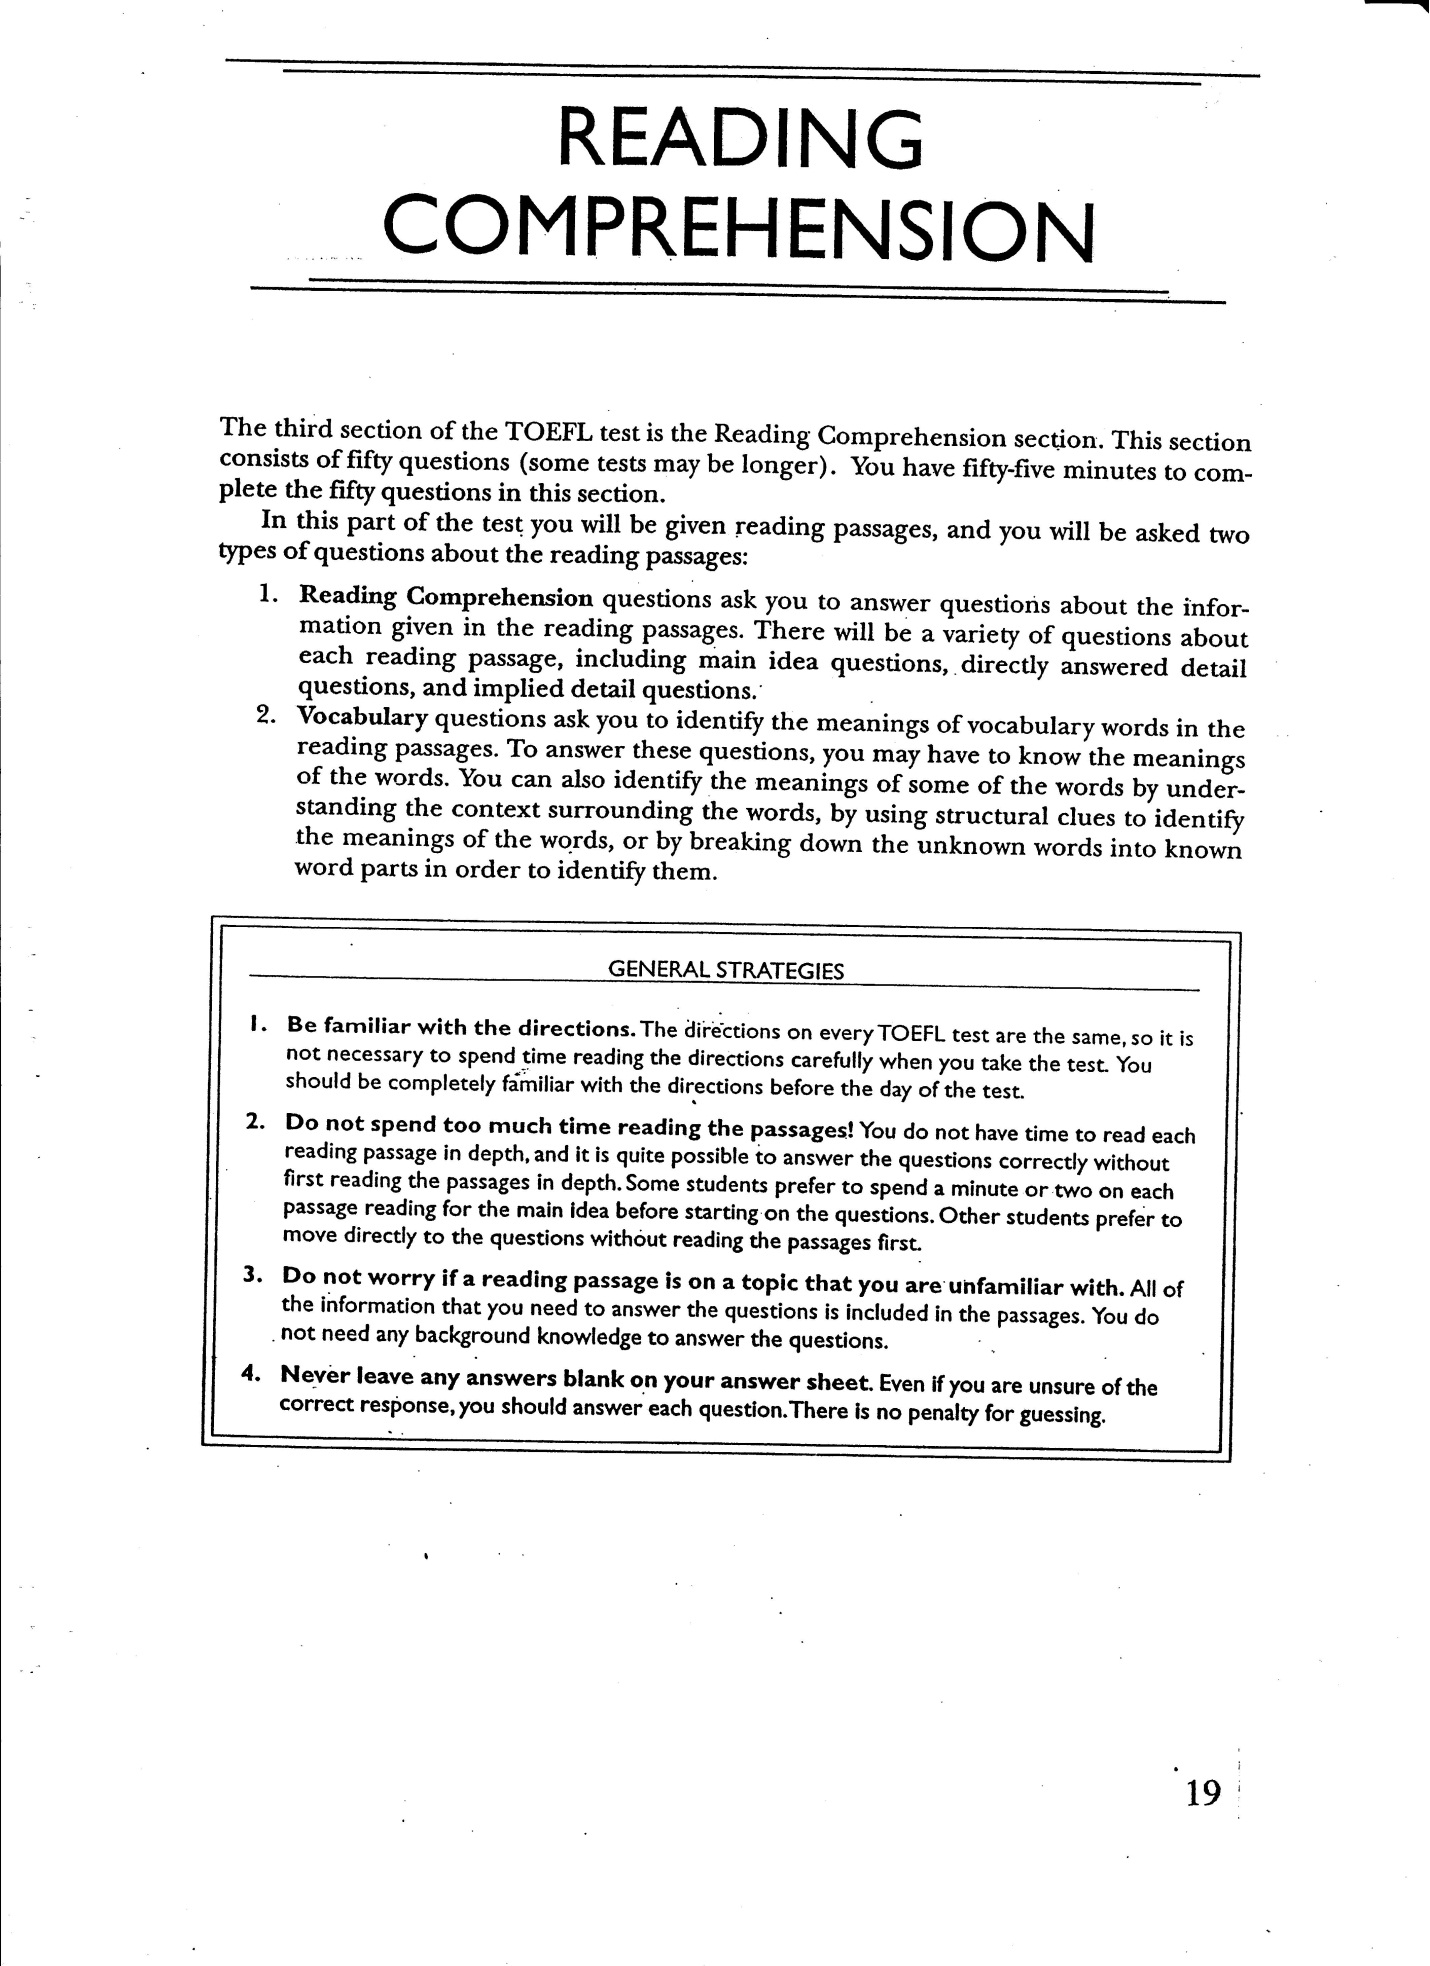 READING
COMPREHENSION
The third section of the TOEFL test is the Reading Comprehension section. This section
consists of fifty questions (some tests may be longer). You have fifty-five minutes to com-
plete the fifty questions in this section.
In this part of the test you will be given reading passages, and you will be asked two
types of questions about the reading passages:
1. Reading Comprehension questions ask you to answer questions about the infor-
mation given in the reading passages. There will be a variety of questions about
each reading passage, including main idea questions, directly answered detail
questions, and implied detail questions.
2. Vocabulary questions ask you to identify the meanings of vocabulary words in the
reading passages. To answer these questions, you may have to know the meanings
of the words. You can also identify the meanings of some of the words by under-
standing the context surrounding the words, by using structural clues to identify
the meanings of the words, or by breaking down the unknown words into known
word parts in order to identify them.
GENERAL STRATEGIES
1. Be familiar with the directions. The directions on every TOEFL test are the same, so it is
not necessary to spend time reading the directions carefully when you take the test. You
should be completely familiar with the directions before the day of the test.
2. Do not spend too much time reading the passages! You do not have time to read each
reading passage in depth, and it is quite possible to answer the questions correctly without
first reading the passages in depth. Some students prefer to spend a minute or two on each
passage reading for the main idea before starting on the questions. Other students prefer to
move directly to the questions without reading the passages first.
3. Do not worry if a reading passage is on a topic that you are unfamiliar with. All of
the information that you need to answer the questions is included in the passages. You do
not need any background knowledge to answer the questions.
4. Never leave any answers blank on your answer sheet. Even if you are unsure of the
correct response, you should answer each question. There is no penalty for guessing.
19